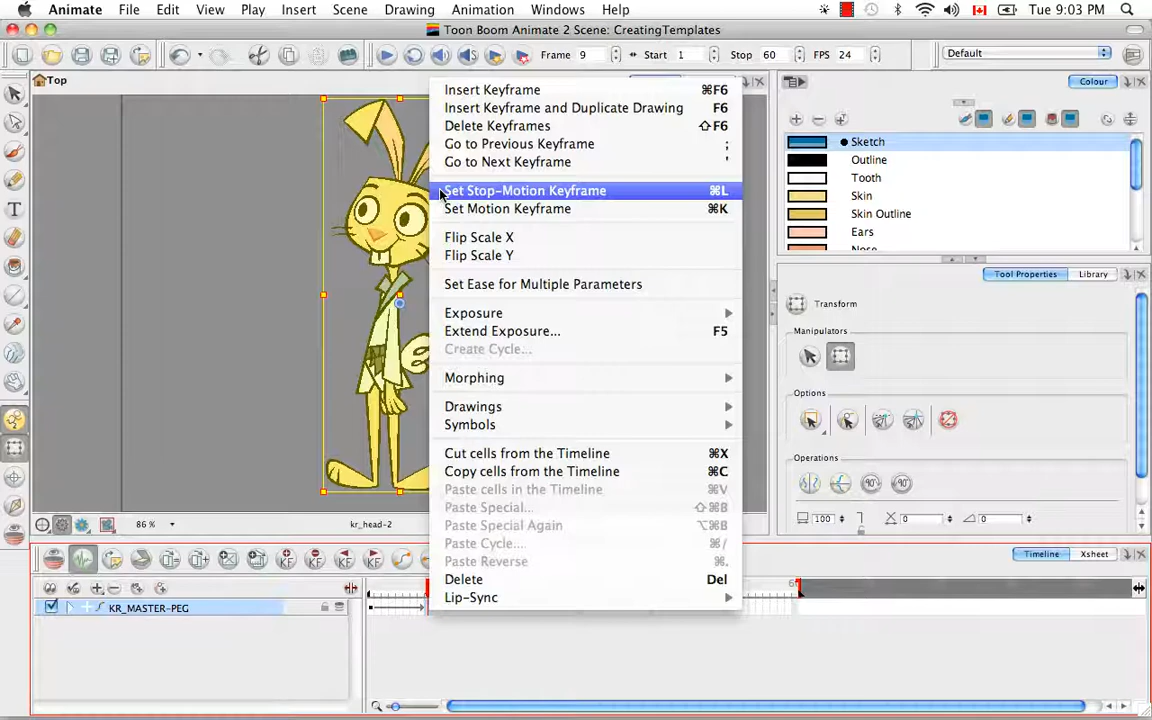 Animate File Edit View Play Insert Scene Drawing Animation Windows Help Tue 9:03 PM
Toon Boom Animate 2 Scene: CreatingTemplates
Frame 9 Start 1 Stop 60 FPS 24 Default
Top
Colour
Insert Keyframe ⌘F6
Insert Keyframe and Duplicate Drawing F6
Delete Keyframes ⇧F6
Go to Previous Keyframe ;
Go to Next Keyframe '
Set Stop-Motion Keyframe ⌘L
Set Motion Keyframe ⌘K
Flip Scale X
Flip Scale Y
Set Ease for Multiple Parameters
Exposure
Extend Exposure... F5
Create Cycle...
Morphing
Drawings
Symbols
Cut cells from the Timeline ⌘X
Copy cells from the Timeline ⌘C
Paste cells in the Timeline ⌘V
Paste Special... ⇧⌘B
Paste Special Again ⌥⌘B
Paste Cycle... ⌘/
Paste Reverse ⌘.
Delete Del
Lip-Sync
Sketch
Outline
Tooth
Skin
Skin Outline
Ears
Nose
Tool Properties Library
Transform
Manipulators
Options
Operations
90° 90°
100 0 0
86 % kr_head-2
Timeline Xsheet
KR_MASTER-PEG